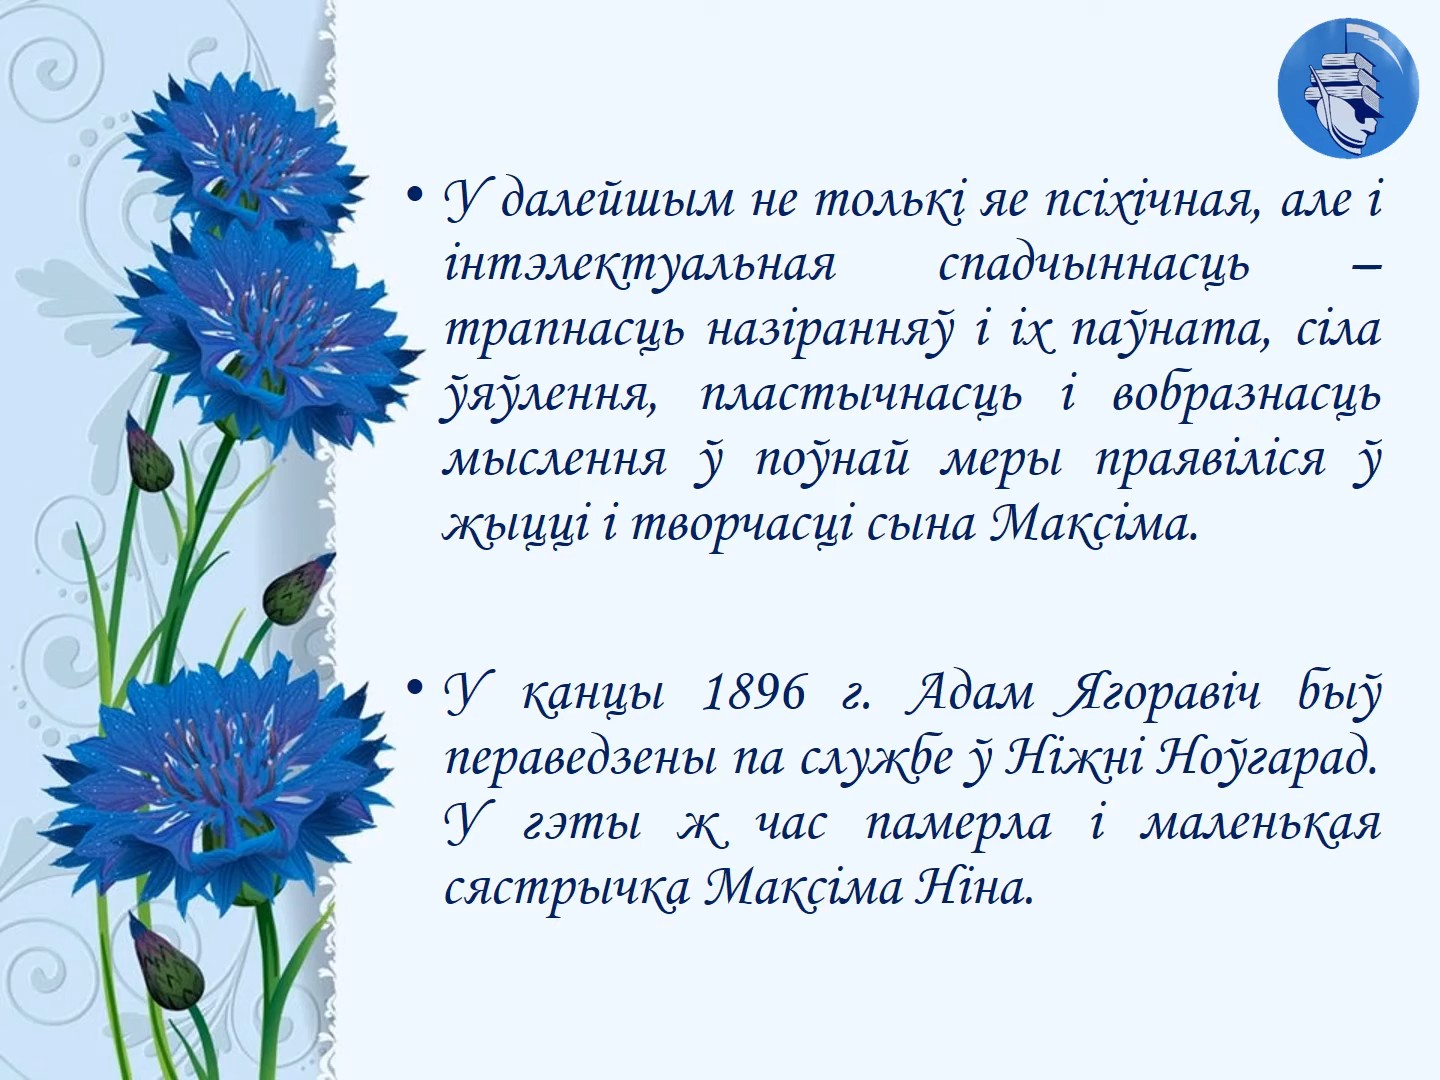 • У далейшым не толькі яе псіхічная, але і
інтэлектуальная спадчыннасць –
трапнасць назіранняў і іх паўната, сіла
ўяўлення, пластычнасць і вобразнасць
мыслення ў поўнай меры праявіліся ў
жыцці і творчасці сына Максіма.
• У канцы 1896 г. Адам Ягоравіч быў
пераведзены па службе ў Ніжні Ноўгарад.
У гэты ж час памерла і маленькая
сястрычка Максіма Ніна.